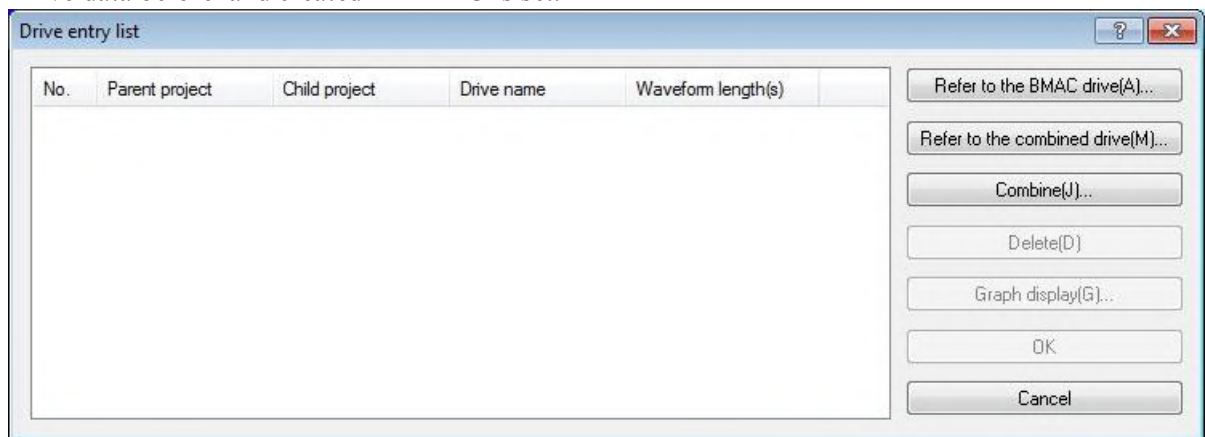 Drive entry list
No. Parent project Child project Drive name Waveform length(s)
Refer to the BMAC drive(A)...
Refer to the combined drive(M)...
Combine(J)...
Delete(D)
Graph display(G)...
OK
Cancel